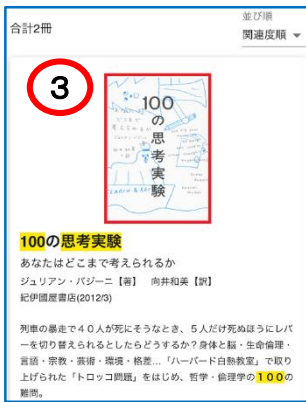 合計2冊
並び順
関連度順
3
100
の
思
考
実
験
100の思考実験
あなたはどこまで考えられるか
ジュリアン・バジーニ【著】 向井和美【訳】
紀伊國屋書店(2012/3)
列車の暴走で４０人が死にそうなとき、５人だけ死ぬほうにレバ
ーを切り替えられるとしたらどうするか？身体と脳・生命倫理・
言語・宗教・芸術・環境・格差…「ハーバード白熱教室」で取り
上げられた「トロッコ問題」をはじめ、哲学・倫理学の１００の
難問。